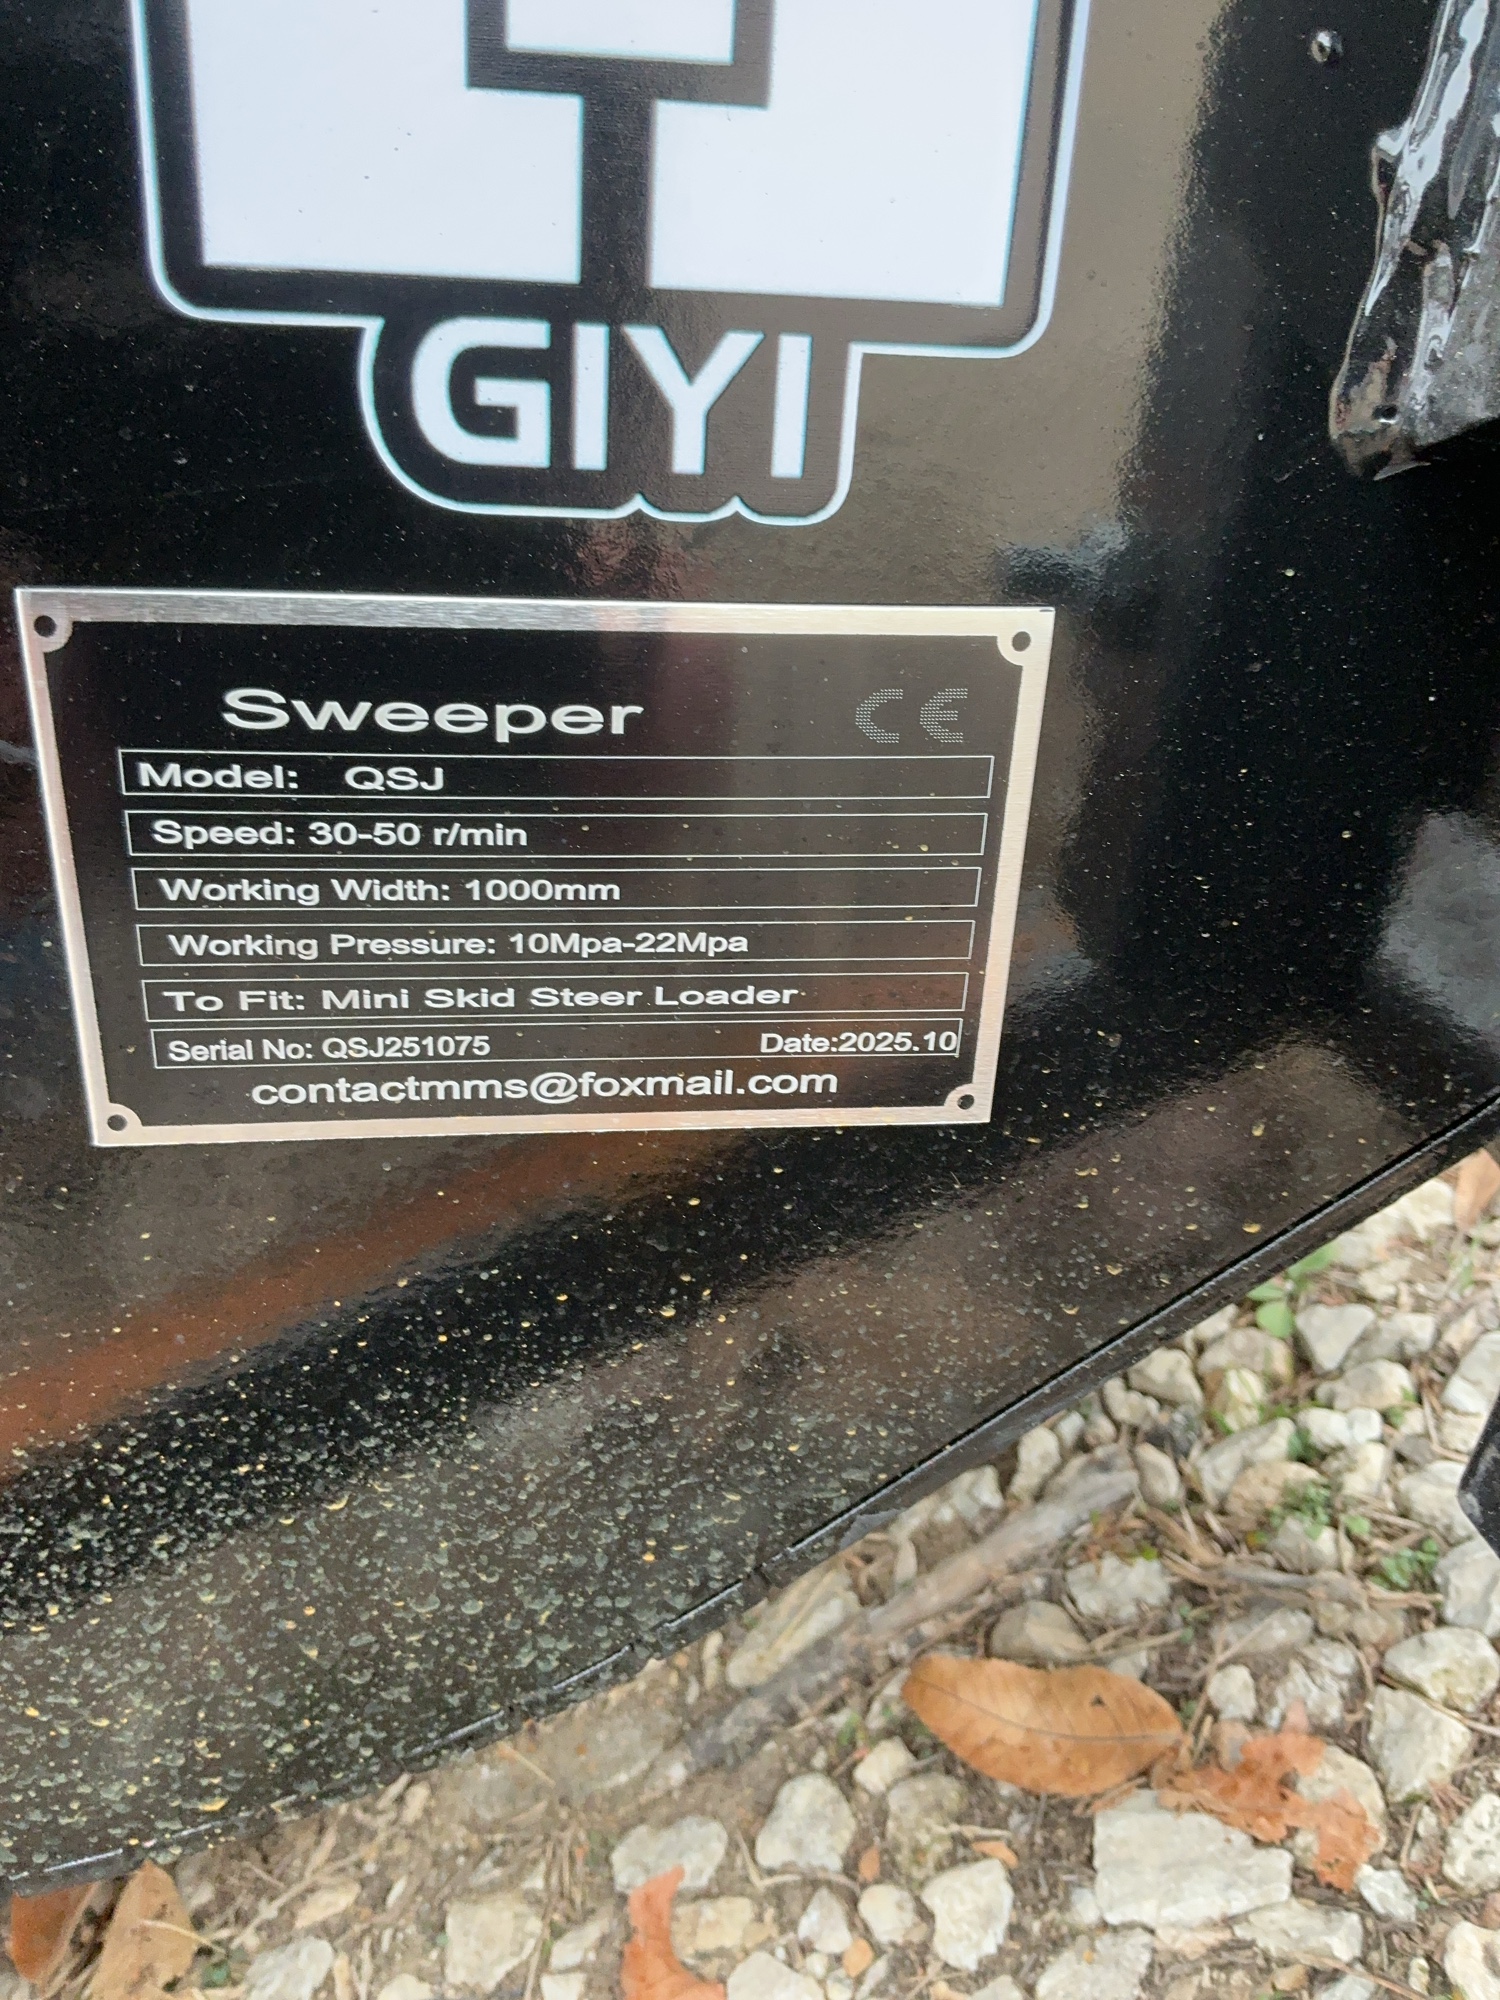 GIYI
Sweeper CE
Model: QSJ
Speed: 30-50 r/min
Working Width: 1000mm
Working Pressure: 10Mpa-22Mpa
To Fit: Mini Skid Steer Loader
Serial No: QSJ251075 Date:2025.10
contactmms@foxmail.com